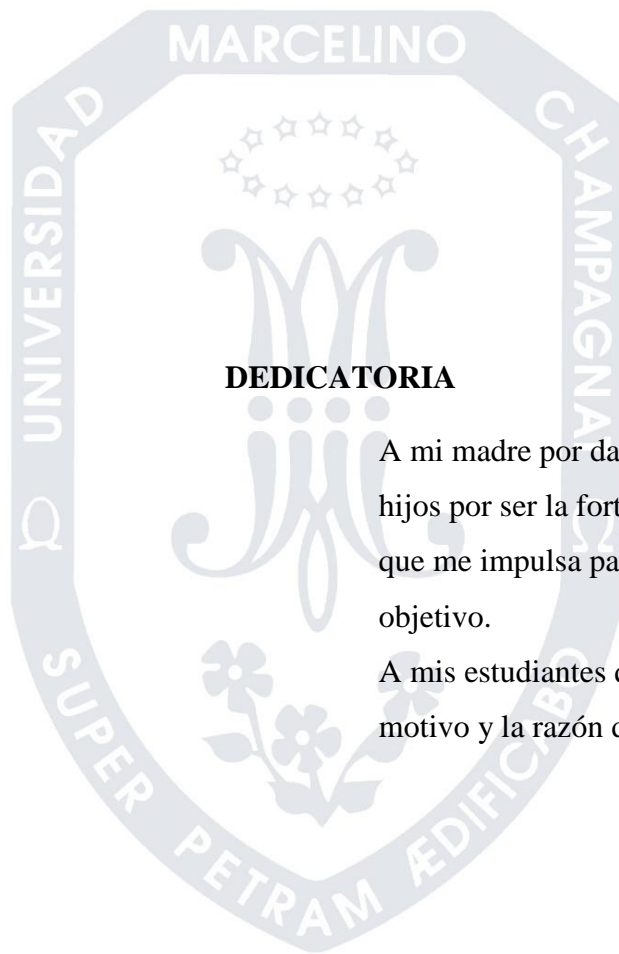 MARCELINO
UNIVERSIDAD
CHAMPAGNAT
DEDICATORIA
A mi madre por da
hijos por ser la fort
que me impulsa pa
objetivo.
A mis estudiantes
motivo y la razón
Ω
Ω
SUPER PETRAM ÆDIFICABO